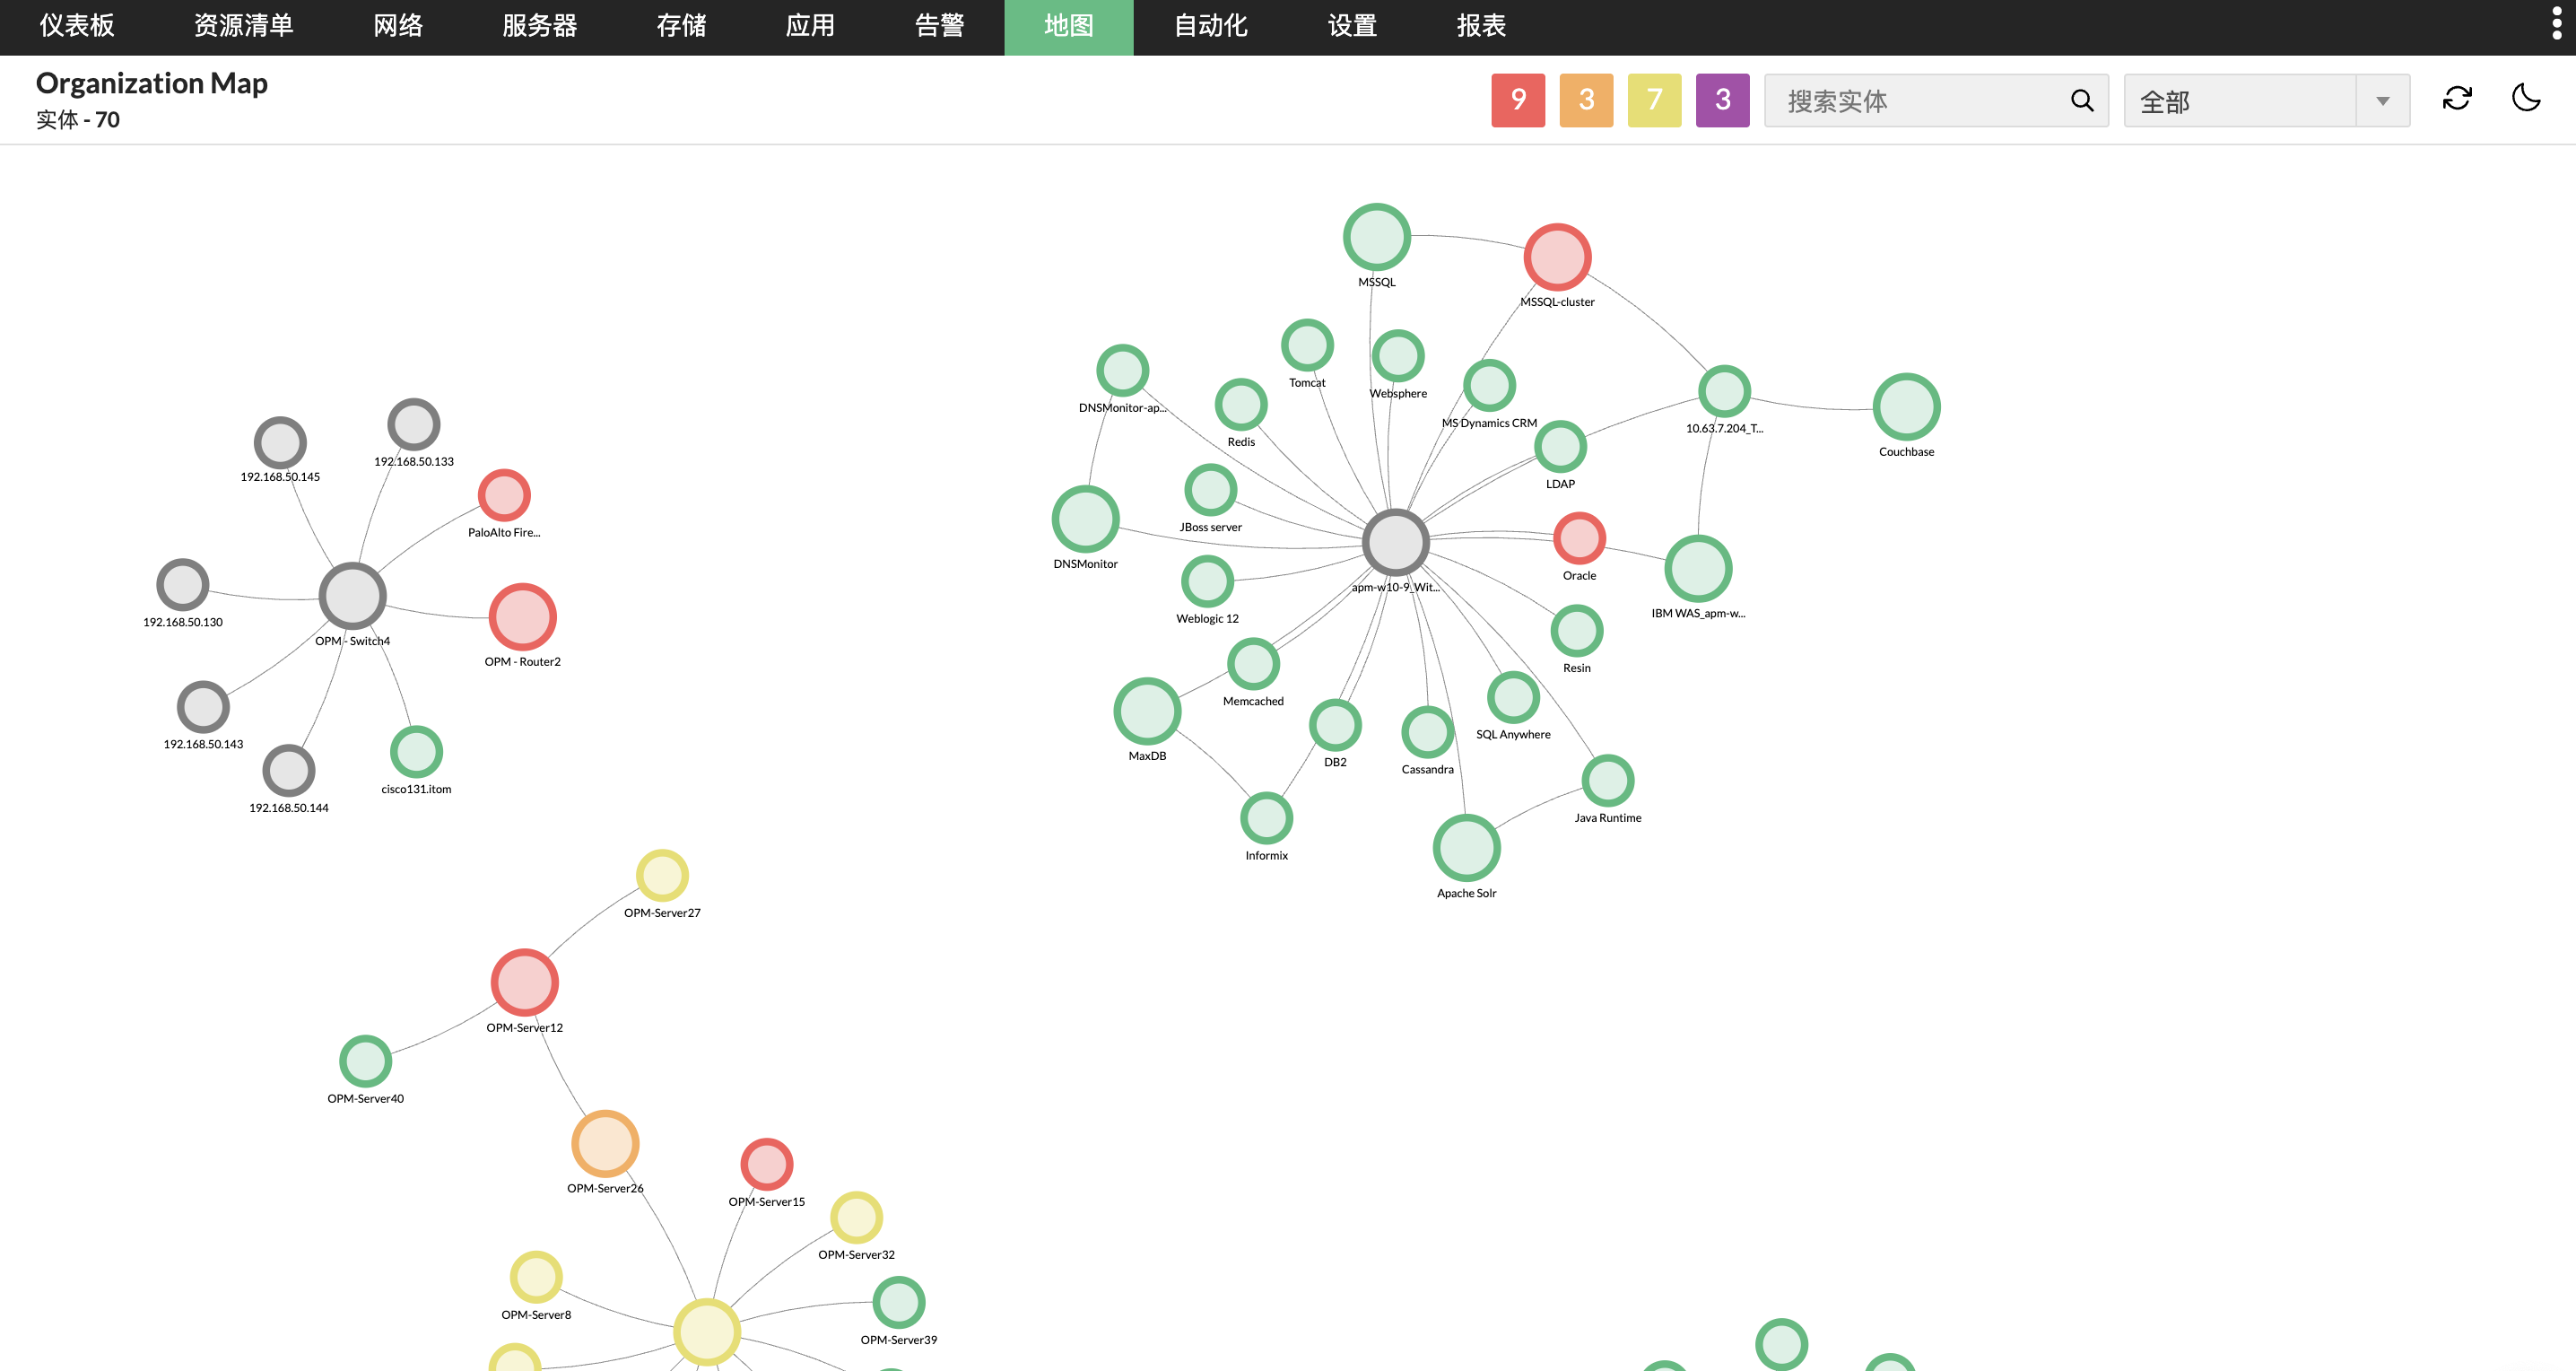 仪表板 资源清单 网络 服务器 存储 应用 告警 地图 自动化 设置 报表
Organization Map
实体 - 70
9 3 7 3 搜索实体 全部
MSSQL
MSSQL-cluster
Tomcat
Websphere
DNSMonitor-ap...
Redis
MS Dynamics CRM
10.63.7.204_T...
Couchbase
LDAP
JBoss server
DNSMonitor
Oracle
apm-w10-9_Wit...
IBM WAS_apm-w...
Weblogic 12
Resin
Memcached
SQL Anywhere
MaxDB
DB2
Cassandra
Java Runtime
Informix
Apache Solr
192.168.50.133
192.168.50.145
PaloAlto Fire...
192.168.50.130
OPM - Switch4
OPM - Router2
192.168.50.143
cisco131.itom
192.168.50.144
OPM-Server27
OPM-Server12
OPM-Server40
OPM-Server26
OPM-Server15
OPM-Server32
OPM-Server8
OPM-Server39